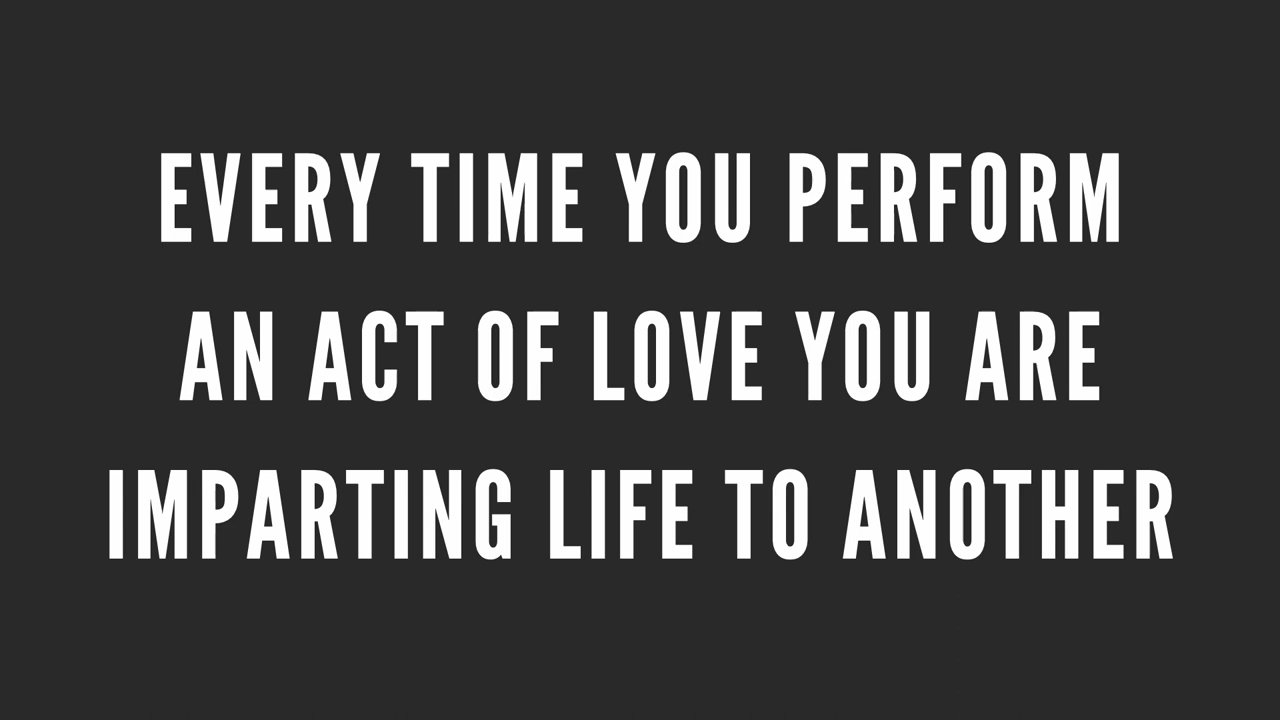 EVERY TIME YOU PERFORM
AN ACT OF LOVE YOU ARE
IMPARTING LIFE TO ANOTHER